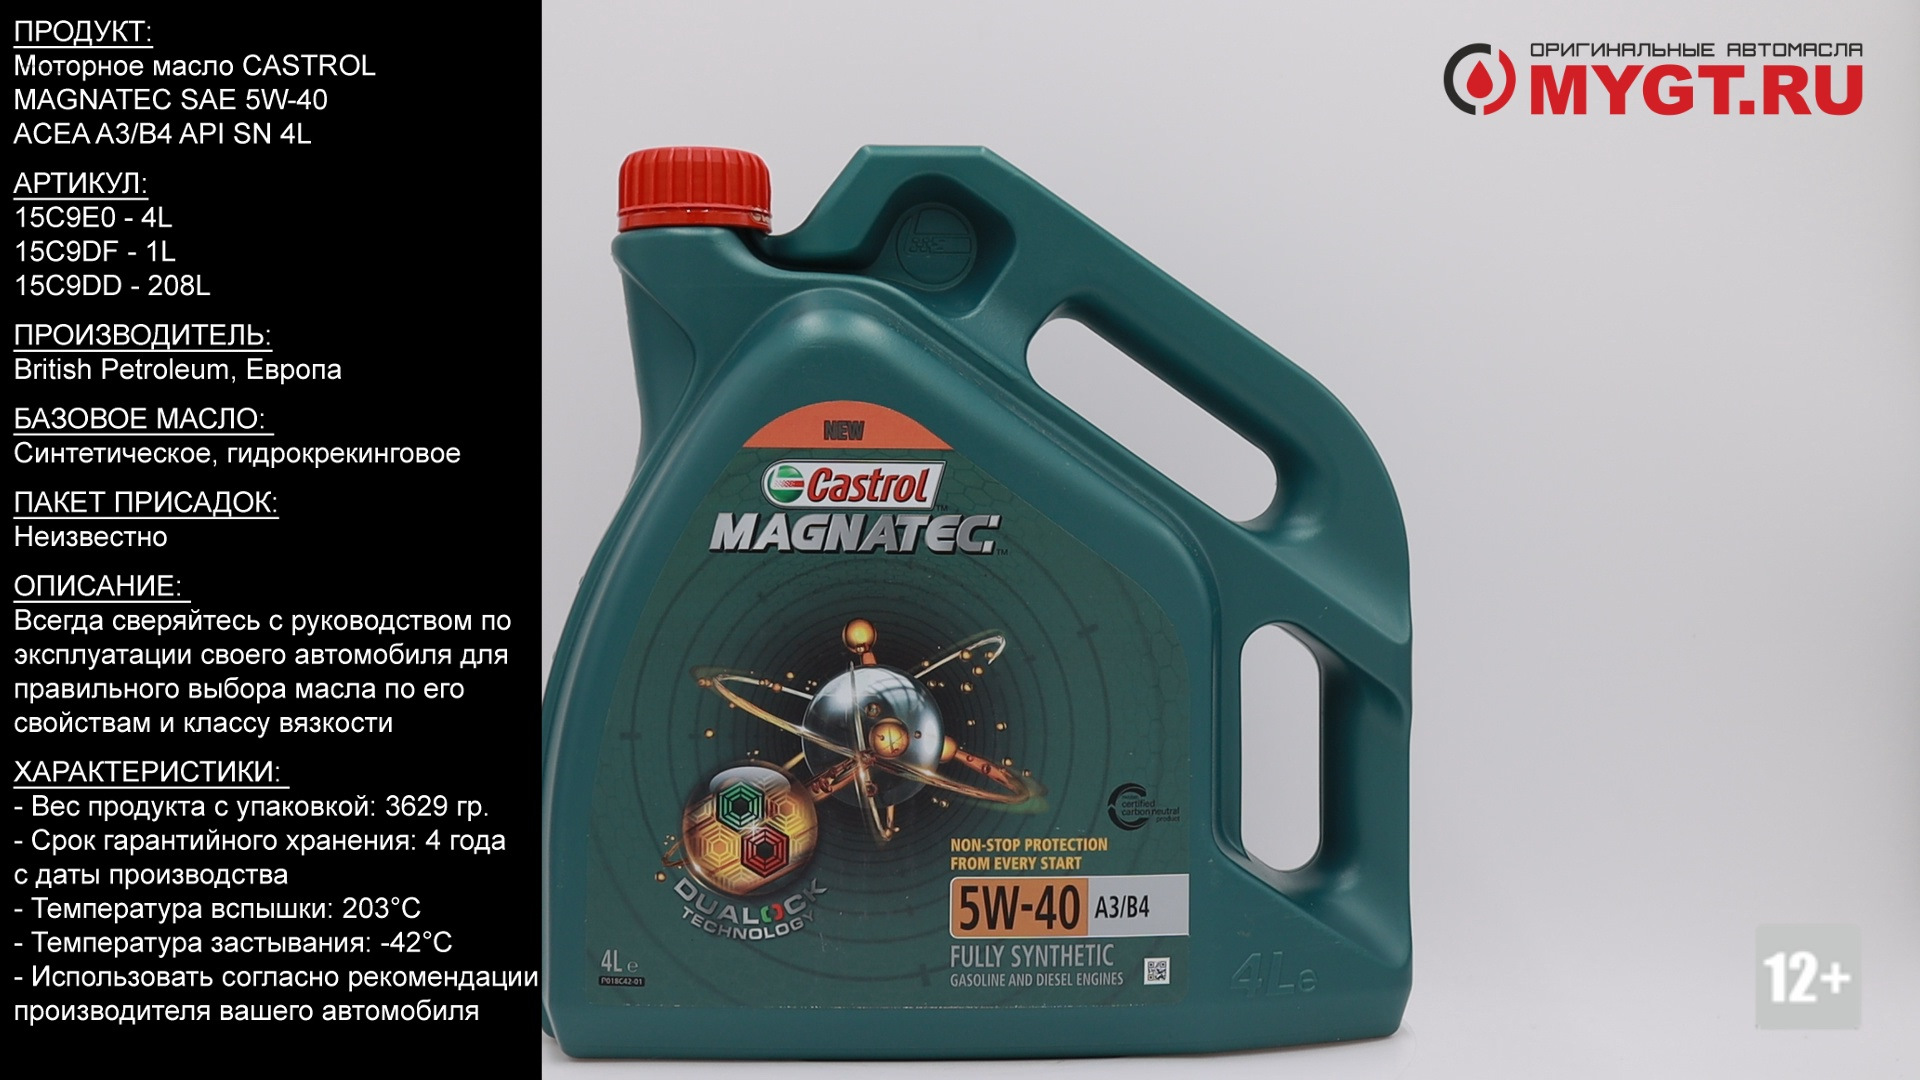 ПРОДУКТ:
Моторное масло CASTROL
MAGNATEC SAE 5W-40
ACEA A3/B4 API SN 4L
АРТИКУЛ:
15C9E0 - 4L
15C9DF - 1L
15C9DD - 208L
ПРОИЗВОДИТЕЛЬ:
British Petroleum, Европа
БАЗОВОЕ МАСЛО:
Синтетическое, гидрокрекинговое
ПАКЕТ ПРИСАДОК:
Неизвестно
ОПИСАНИЕ:
Всегда сверяйтесь с руководством по
эксплуатации своего автомобиля для
правильного выбора масла по его
свойствам и классу вязкости
ХАРАКТЕРИСТИКИ:
- Вес продукта с упаковкой: 3629 гр.
- Срок гарантийного хранения: 4 года
с даты производства
- Температура вспышки: 203°C
- Температура застывания: -42°C
- Использовать согласно рекомендации
производителя вашего автомобиля
ОРИГИНАЛЬНЫЕ АВТОМАСЛА
MYGT.RU
NEW
Castrol
MAGNATEC
DUALOCK
TECHNOLOGY
certified
carbon neutral
product
NON-STOP PROTECTION
FROM EVERY START
5W-40 A3/B4
FULLY SYNTHETIC
GASOLINE AND DIESEL ENGINES
4L e
4L e
12+